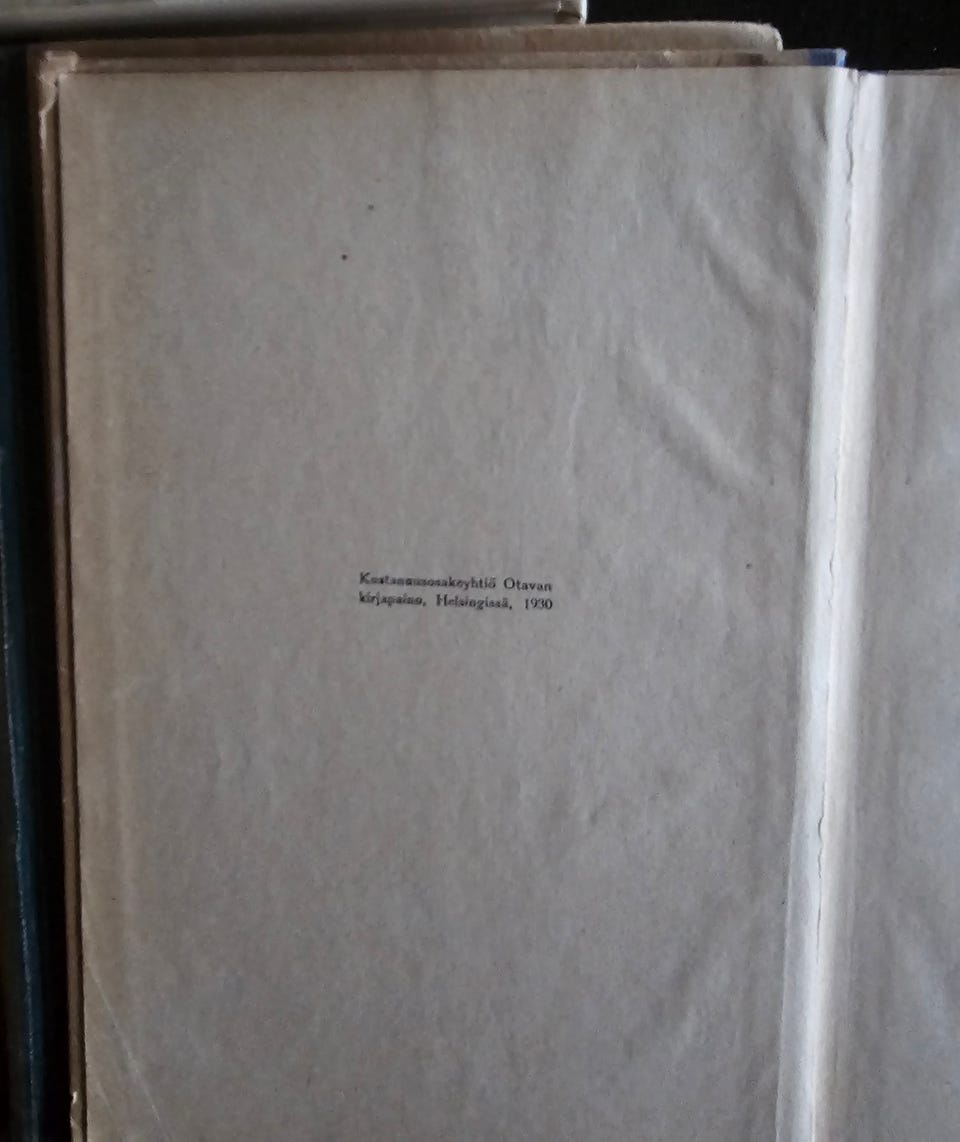 Kustannusosakeyhtiö Otavan
kirjapaino, Helsingissä, 1930